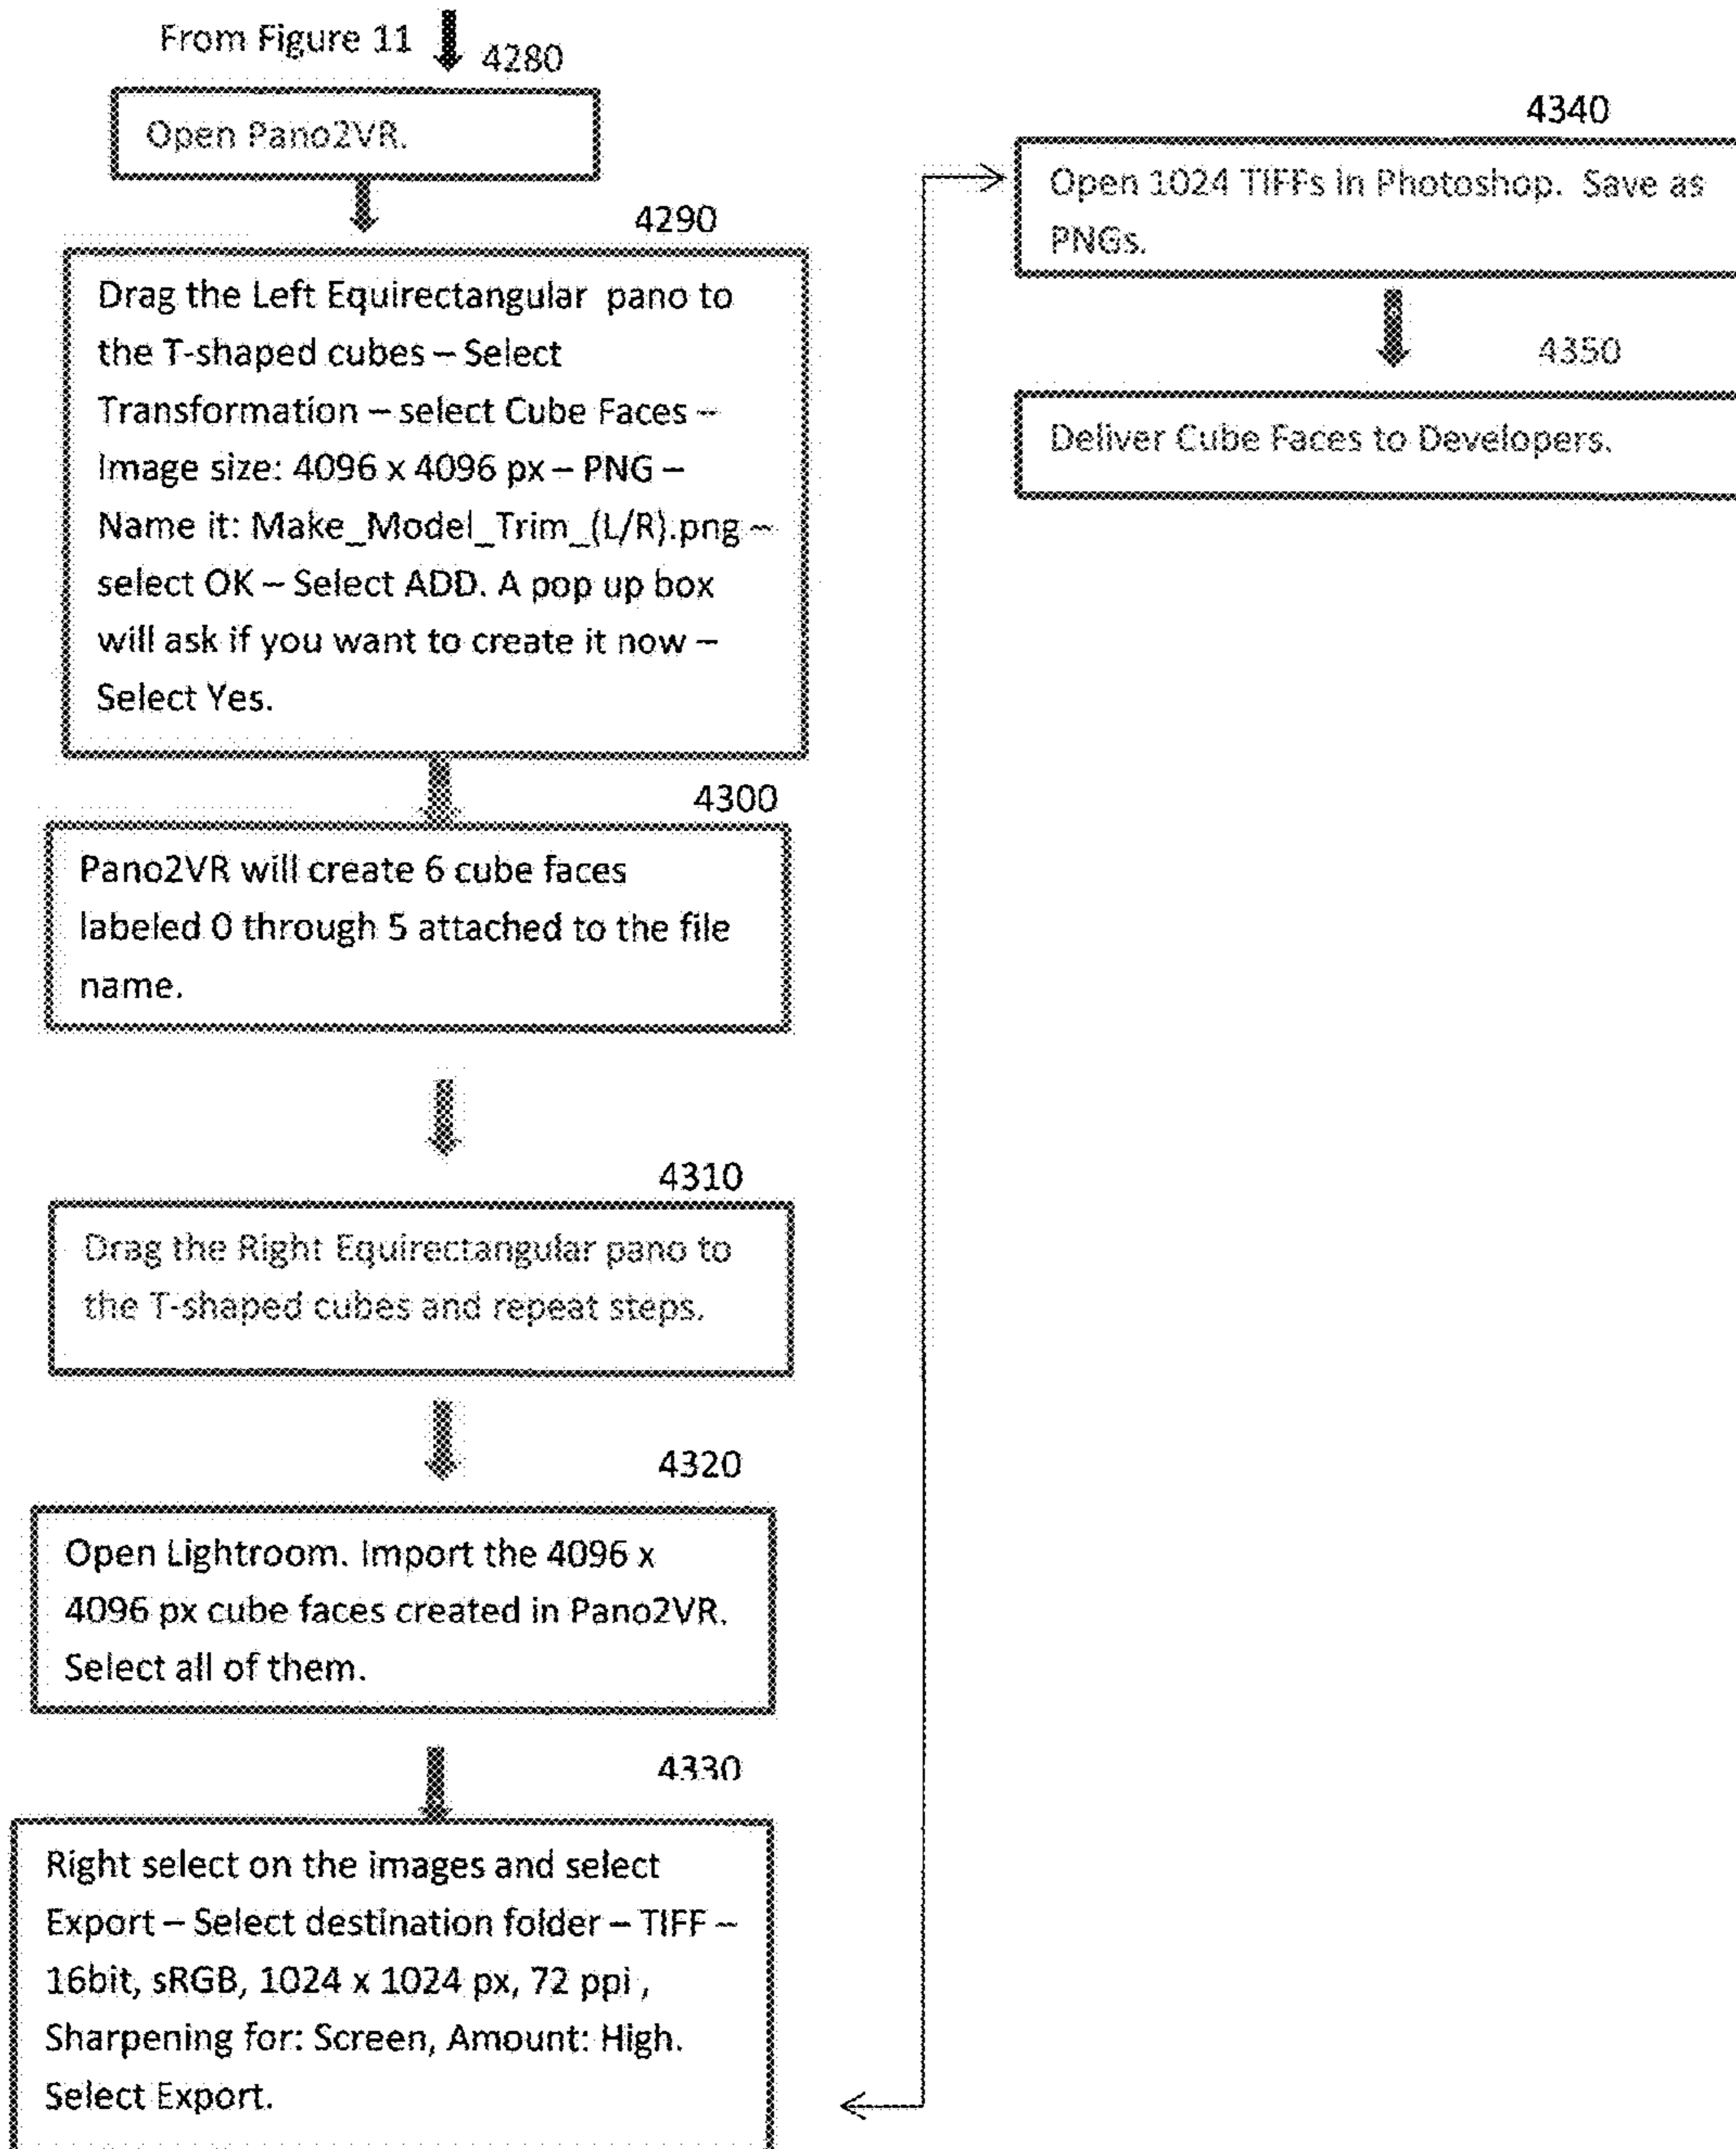 From Figure 11
4280
Open Pano2VR.
4290
Drag the Left Equirectangular pano to
the T-shaped cubes – Select
Transformation – select Cube Faces –
Image size: 4096 x 4096 px – PNG –
Name it: Make_Model_Trim_(L/R).png –
select OK – Select ADD. A pop up box
will ask if you want to create it now –
Select Yes.
4300
Pano2VR will create 6 cube faces
labeled 0 through 5 attached to the file
name.
4310
Drag the Right Equirectangular pano to
the T-shaped cubes and repeat steps.
4320
Open Lightroom. Import the 4096 x
4096 px cube faces created in Pano2VR.
Select all of them.
4330
Right select on the images and select
Export – Select destination folder – TIFF –
16bit, sRGB, 1024 x 1024 px, 72 ppi ,
Sharpening for: Screen, Amount: High.
Select Export.
4340
Open 1024 TIFFs in Photoshop. Save as
PNGs.
4350
Deliver Cube Faces to Developers.